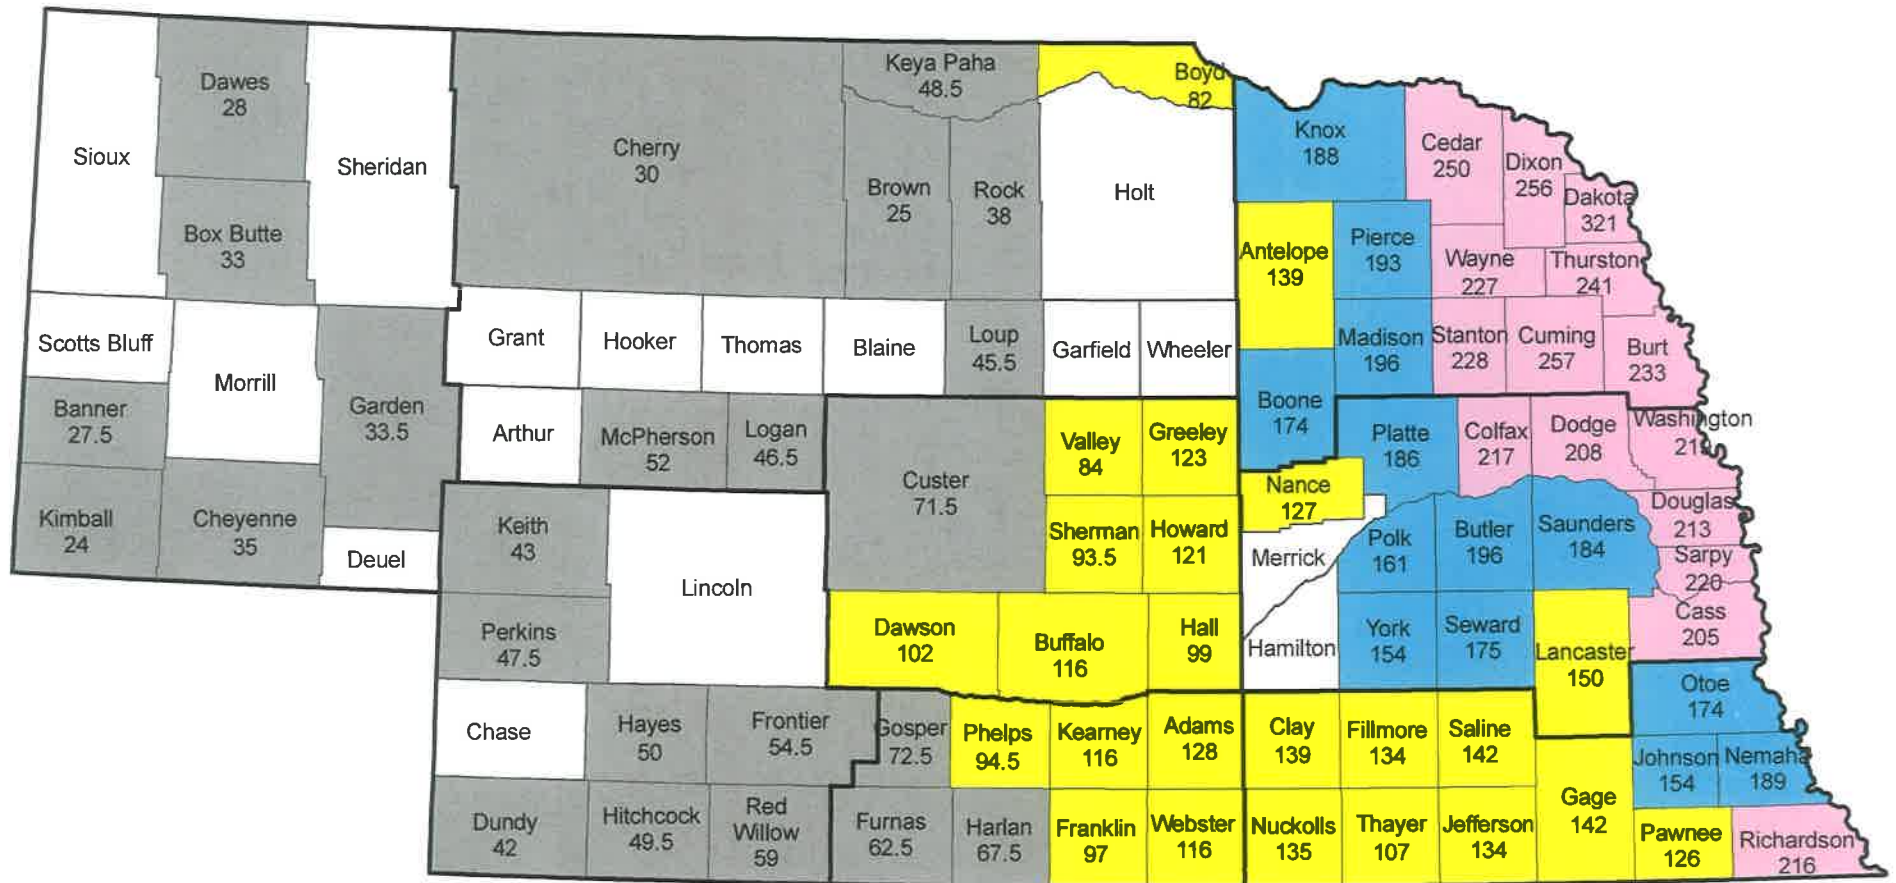 Sioux
Dawes
28
Sheridan
Box Butte
33
Cherry
30
Keya Paha
48.5
Brown
25
Rock
38
Boyd
82
Holt
Knox
188
Cedar
250
Dixon
256
Dakota
321
Antelope
139
Pierce
193
Wayne
227
Thurston
241
Scotts Bluff
Morrill
Banner
27.5
Garden
33.5
Kimball
24
Cheyenne
35
Deuel
Grant
Hooker
Thomas
Blaine
Loup
45.5
Garfield
Wheeler
Madison
196
Stanton
228
Cuming
257
Burt
233
Arthur
McPherson
52
Logan
46.5
Custer
71.5
Valley
84
Greeley
123
Boone
174
Platte
186
Colfax
217
Dodge
208
Washington
Keith
43
Lincoln
Sherman
93.5
Howard
121
Nance
127
Merrick
Polk
161
Butler
196
Saunders
184
Douglas
213
Sarpy
220
Perkins
47.5
Dawson
102
Buffalo
116
Hall
99
Hamilton
York
154
Seward
175
Lancaster
150
Cass
205
Otoe
174
Chase
Hayes
50
Frontier
54.5
Gosper
72.5
Phelps
94.5
Kearney
116
Adams
128
Clay
139
Fillmore
134
Saline
142
Gage
142
Johnson
154
Nemaha
189
Dundy
42
Hitchcock
49.5
Red
Willow
59
Furnas
62.5
Harlan
67.5
Franklin
97
Webster
116
Nuckolls
135
Thayer
107
Jefferson
134
Pawnee
126
Richardson
216